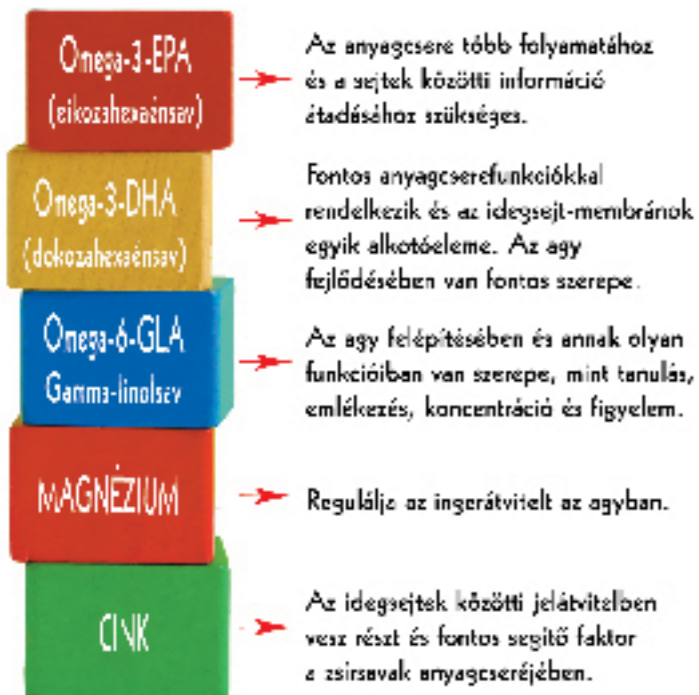 Omega-3-EPA
(eikozahexaénsav)
Az anyagcsere több folyamatához
és a sejtek közötti információ
átadásához szükséges.
Omega-3-DHA
(dokozahexaénsav)
Fontos anyagcserefunkciókkal
rendelkezik és az idegsejt-membránok
egyik alkotóeleme. Az agy
fejlődésében van fontos szerepe.
Omega-6-GLA
Gamma-linolsav
Az agy felépítésében és annak olyan
funkcióiban van szerepe, mint tanulás,
emlékezés, koncentráció és figyelem.
MAGNÉZIUM
Regulálja az ingerátvitelt az agyban.
CINK
Az idegsejtek közötti jelátvitelben
vesz részt és fontos segítő faktor
a zsírsavak anyagcseréjében.